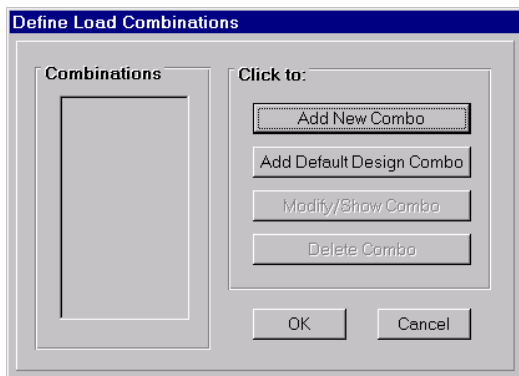 Define Load Combinations
Combinations
Click to:
Add New Combo
Add Default Design Combo
Modify/Show Combo
Delete Combo
OK
Cancel